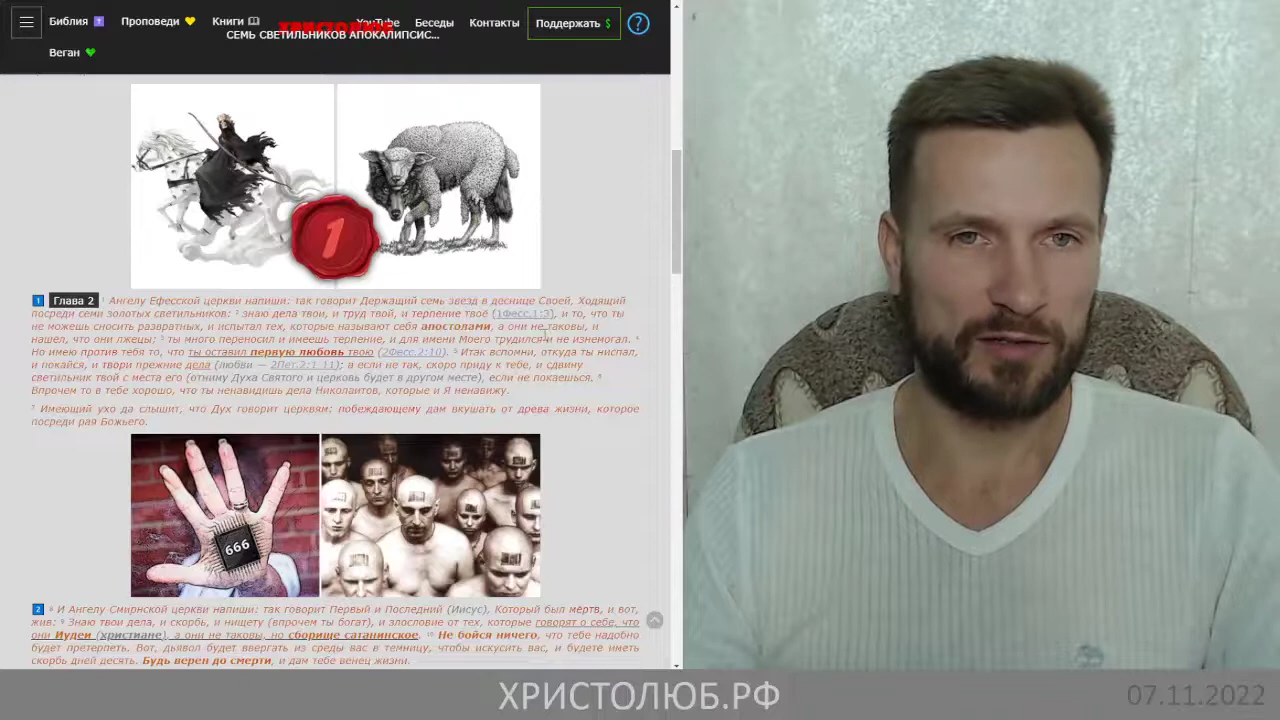 Библия
Проповеди
Книги
YouTube
Беседы
Контакты
Поддержать $
?
ХРИСТОЛЮБ
СЕМЬ СВЕТИЛЬНИКОВ АПОКАЛИПСИС...
Веган
1
1 Глава 2 ¹ Ангелу Ефесской церкви напиши: так говорит Держащий семь звезд в деснице Своей, Ходящий
посреди семи золотых светильников: ² знаю дела твои, и труд твой, и терпение твоё (1Фесс.1:3), и то, что ты
не можешь сносить развратных, и испытал тех, которые называют себя апостолами, а они не таковы, и
нашел, что они лжецы; ³ ты много переносил и имеешь терпение, и для имени Моего трудился и не изнемогал. ⁴
Но имею против тебя то, что ты оставил первую любовь твою (2Фесс.2:10). ⁵ Итак вспомни, откуда ты ниспал,
и покайся, и твори прежние дела (любви — 2Пет.2:1,11); а если не так, скоро приду к тебе, и сдвину
светильник твой с места его (отниму Духа Святого и церковь будет в другом месте), если не покаешься. ⁶
Впрочем то в тебе хорошо, что ты ненавидишь дела Николаитов, которые и Я ненавижу.
⁷ Имеющий ухо да слышит, что Дух говорит церквям: побеждающему дам вкушать от древа жизни, которое
посреди рая Божьего.
666
2 ⁸ И Ангелу Смирнской церкви напиши: так говорит Первый и Последний (Иисус), Который был мёртв, и вот,
жив: ⁹ Знаю твои дела, и скорбь, и нищету (впрочем ты богат), и злословие от тех, которые говорят о себе, что
они Иудеи (христиане), а они не таковы, но сборище сатанинское. ¹⁰ Не бойся ничего, что тебе надобно
будет претерпеть. Вот, дьявол будет ввергать из среды вас в темницу, чтобы искусить вас, и будете иметь
скорбь дней десять. Будь верен до смерти, и дам тебе венец жизни.
ХРИСТОЛЮБ.РФ
07.11.2022